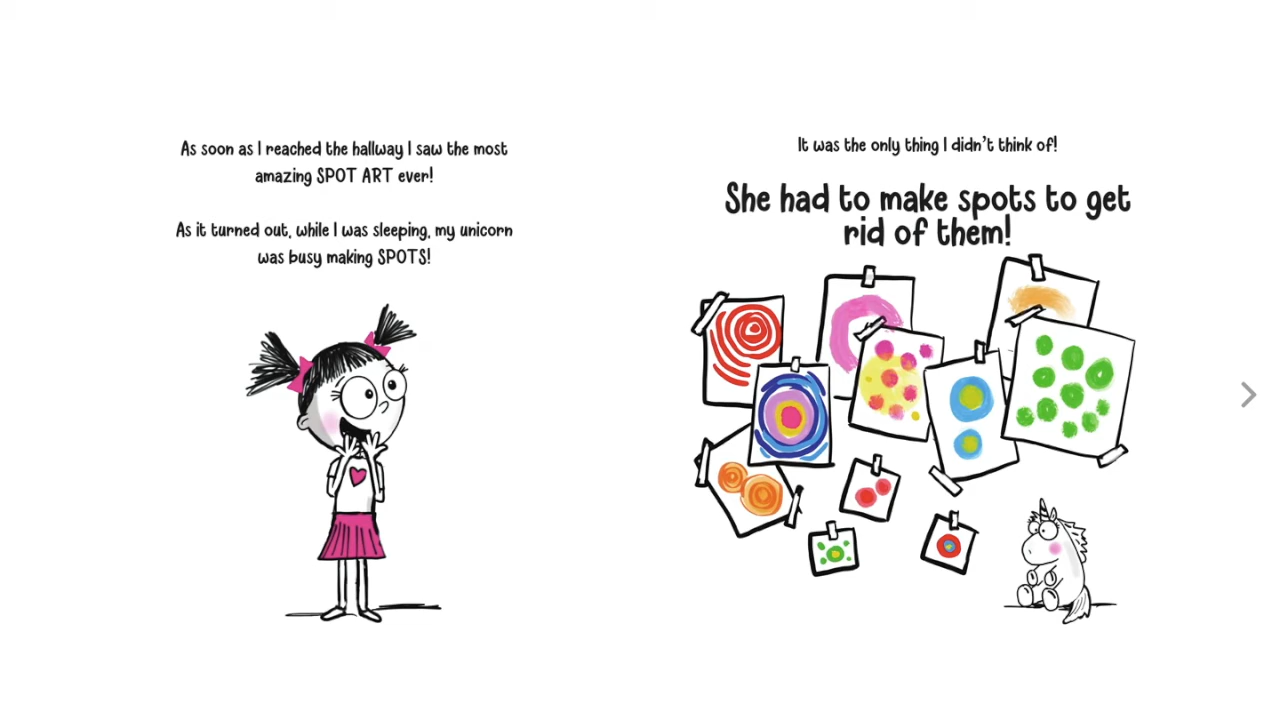 As soon as I reached the hallway I saw the most
amazing SPOT ART ever!
As it turned out, while I was sleeping, my unicorn
was busy making SPOTS!
It was the only thing I didn't think of!
She had to make spots to get
rid of them!